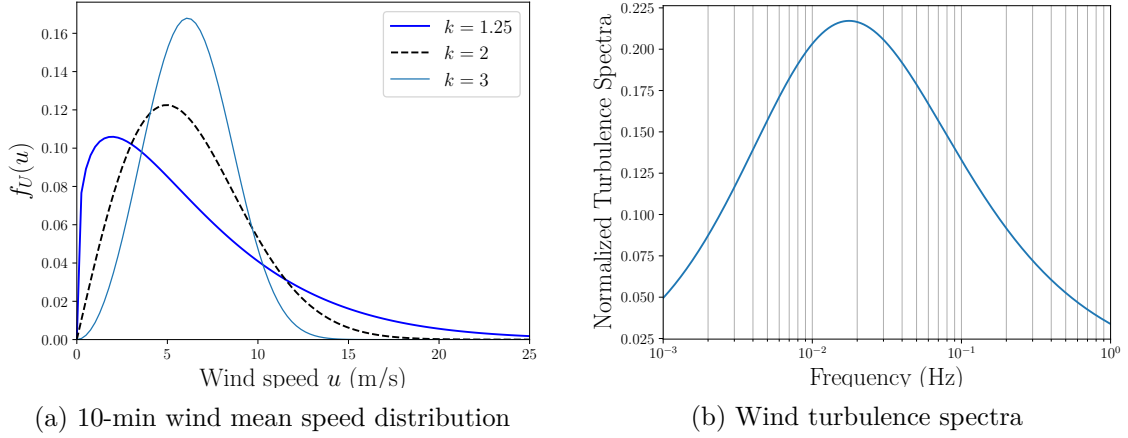 0.16
0.14
0.12
0.10
0.08
0.06
0.04
0.02
0.00
f_U(u)
k = 1.25
k = 2
k = 3
0 5 10 15 20 25
Wind speed u (m/s)
(a) 10-min wind mean speed distribution
0.225
0.200
0.175
0.150
0.125
0.100
0.075
0.050
0.025
Normalized Turbulence Spectra
10⁻³ 10⁻² 10⁻¹ 10⁰
Frequency (Hz)
(b) Wind turbulence spectra